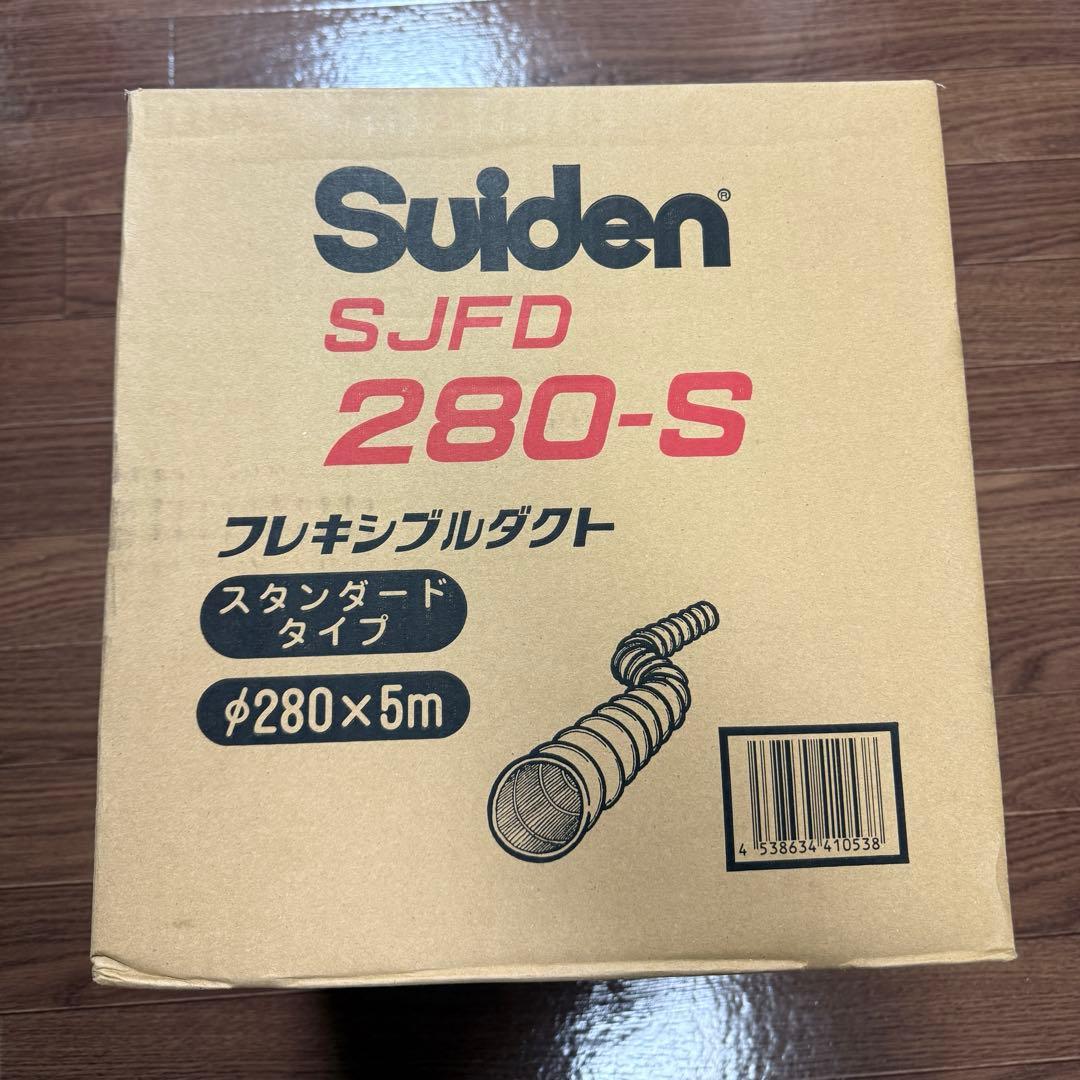 Suiden®
SJFD
280-S
フレキシブルダクト
スタンダード
タイプ
φ280×5m
4 538634 410538